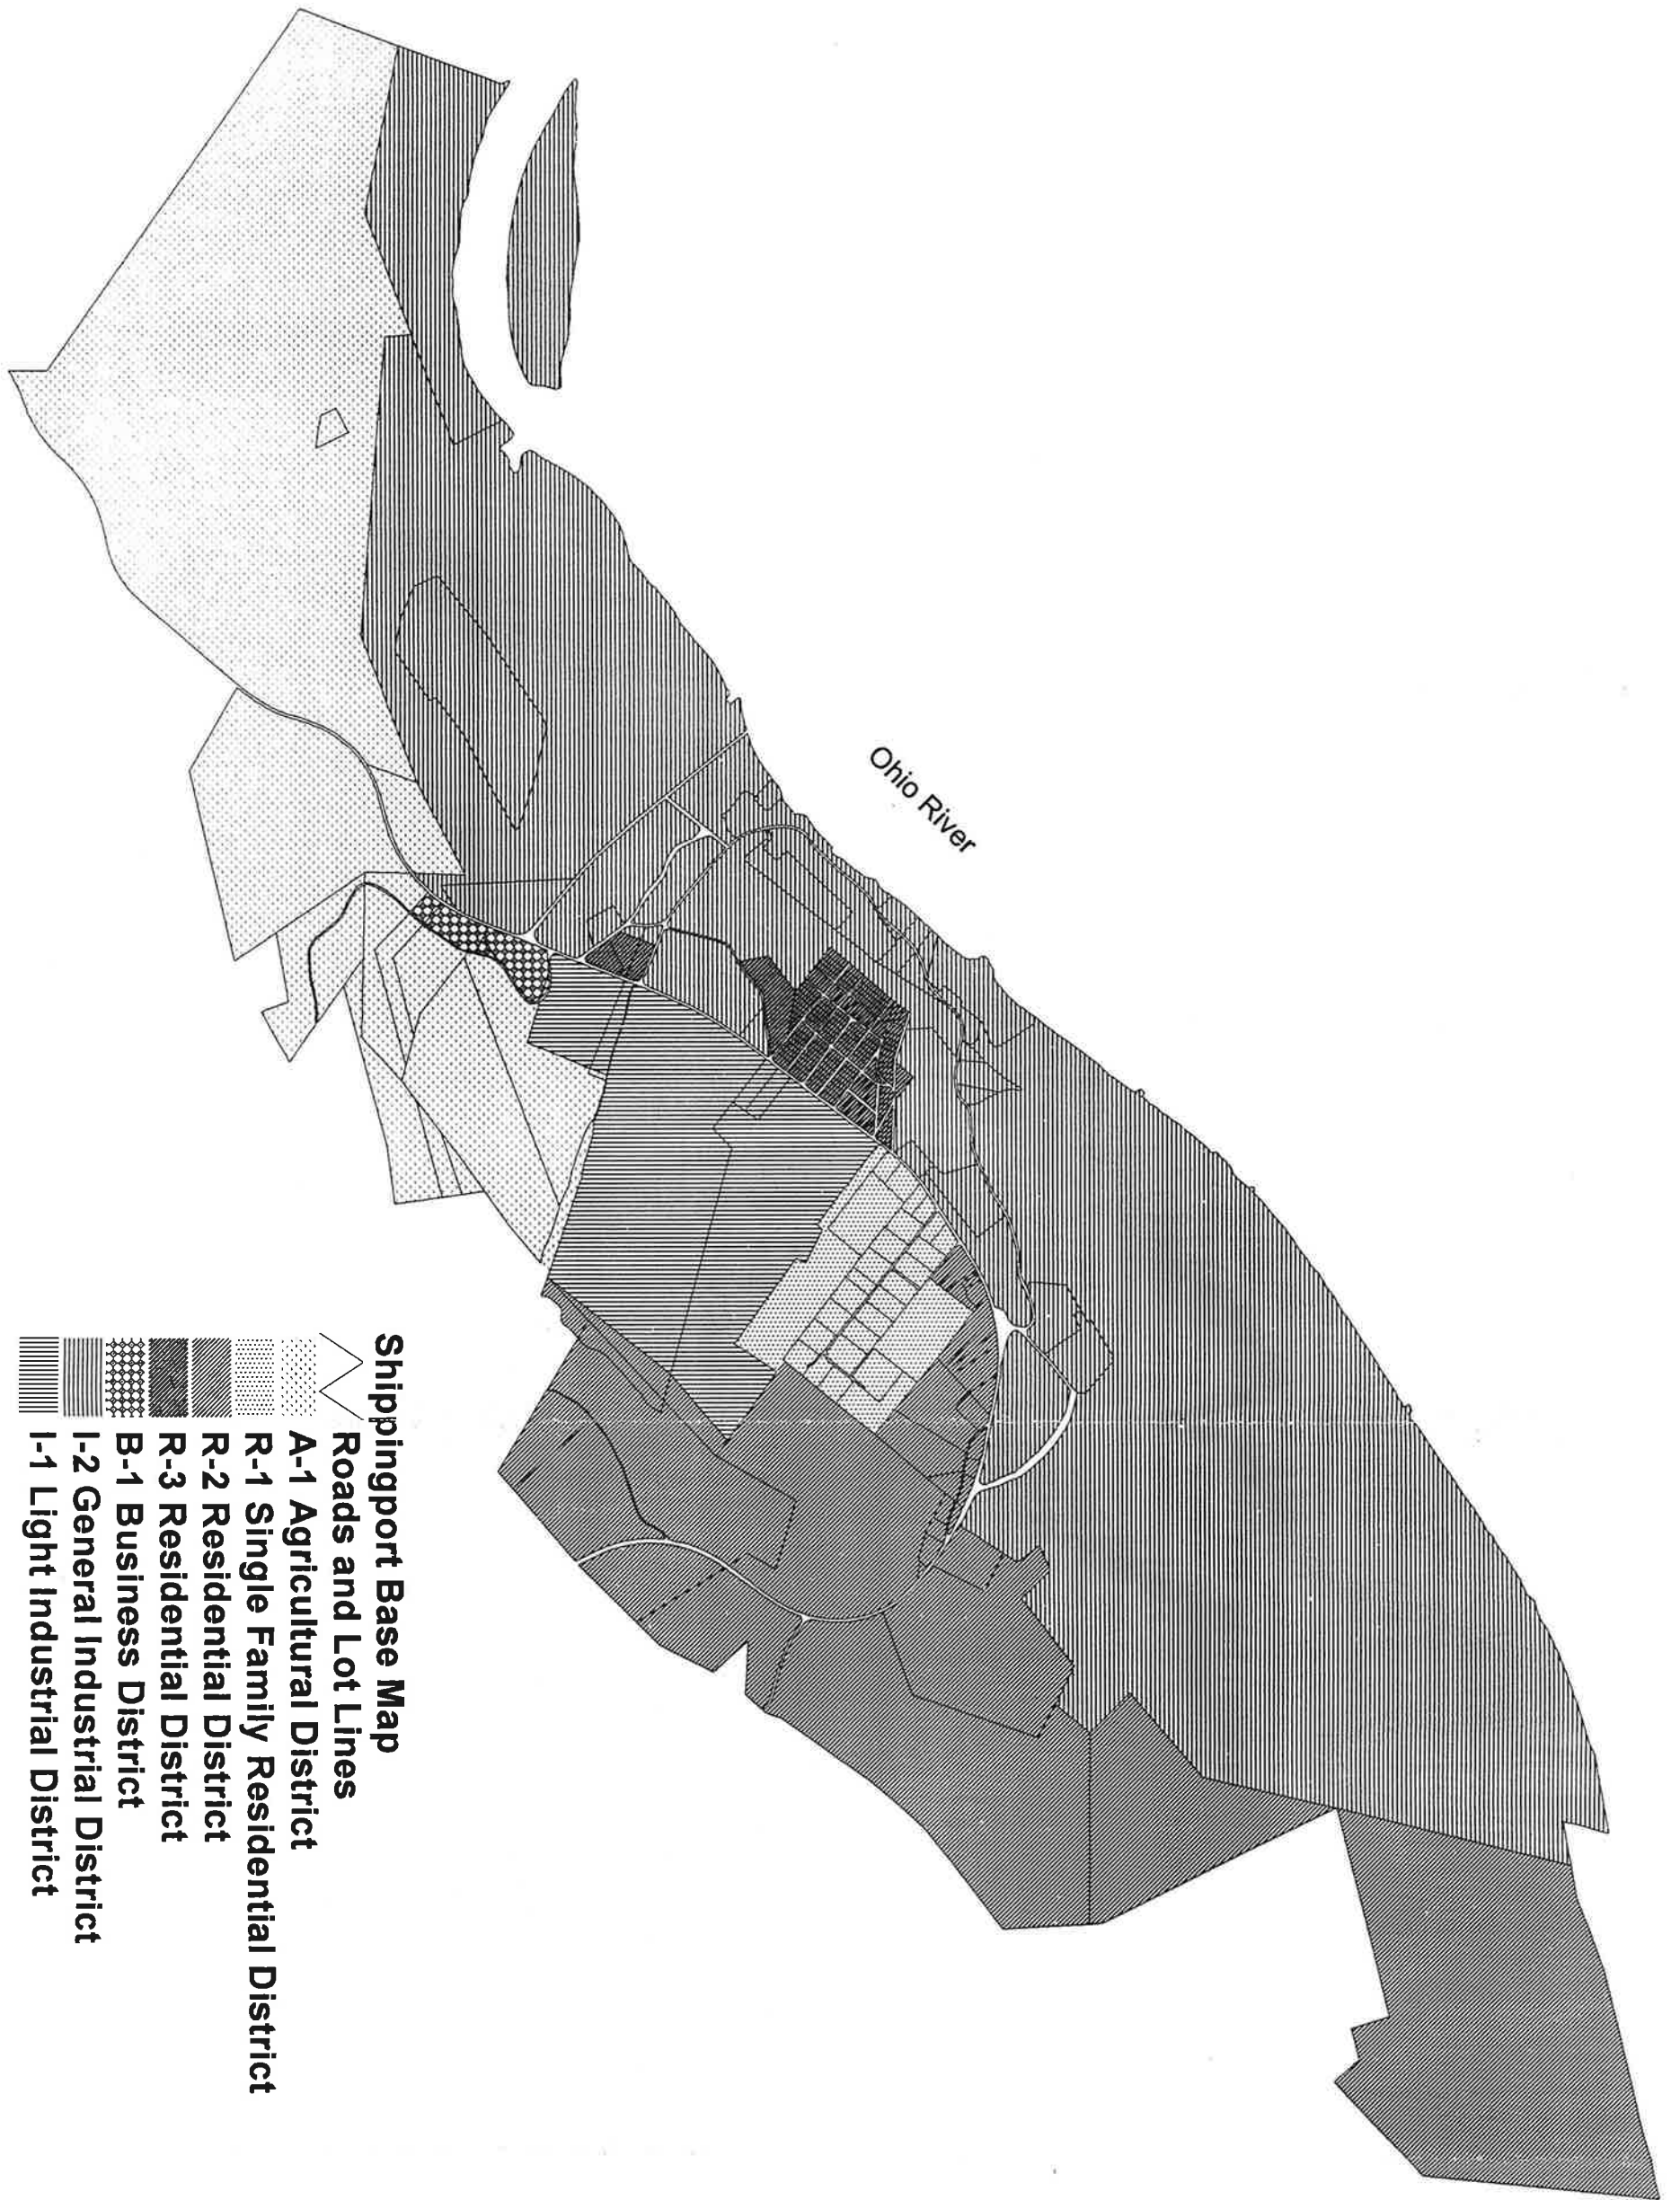 Ohio River
Shippingport Base Map
Roads and Lot Lines
A-1 Agricultural District
R-1 Single Family Residential District
R-2 Residential District
R-3 Residential District
B-1 Business District
I-2 General Industrial District
I-1 Light Industrial District